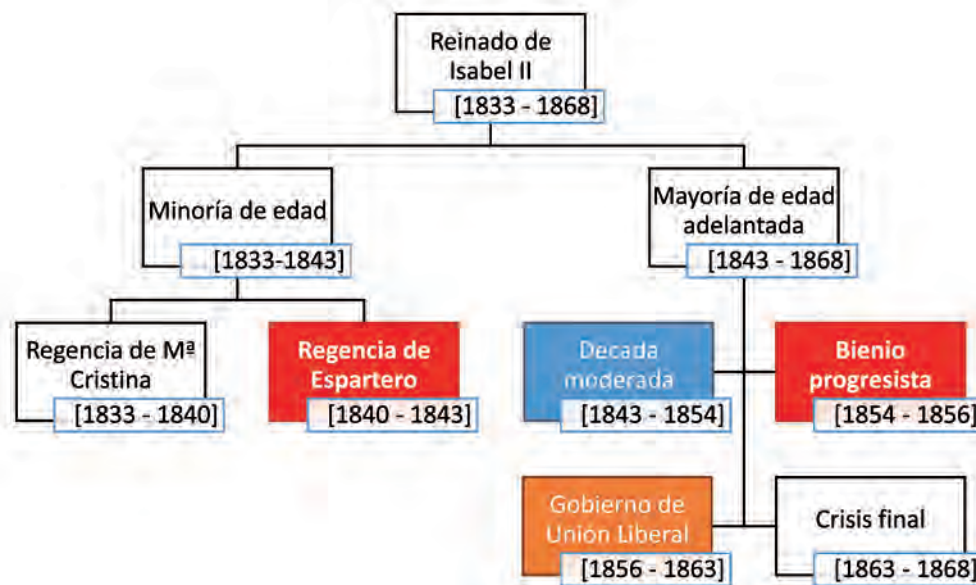 Reinado de
Isabel II
[1833 - 1868]
Minoría de edad
[1833-1843]
Mayoría de edad
adelantada
[1843 - 1868]
Regencia de Mª
Cristina
[1833 - 1840]
Regencia de
Espartero
[1840 - 1843]
Decada
moderada
[1843 - 1854]
Bienio
progresista
[1854 - 1856]
Gobierno de
Unión Liberal
[1856 - 1863]
Crisis final
[1863 - 1868]